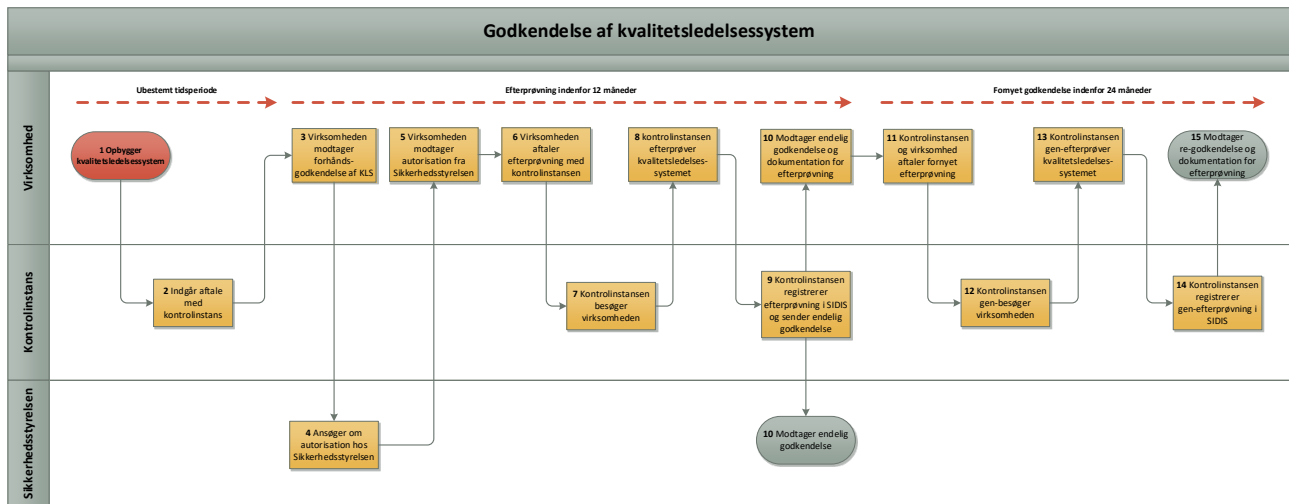 Godkendelse af kvalitetsledelsessystem
Virksomhed
Ubestemt tidsperiode
Efterprøvning indenfor 12 måneder
Fornyet godkendelse indenfor 24 måneder
1 Opbygger
kvalitetsledelsessystem
3 Virksomheden
modtager
forhånds-
godkendelse af KLS
5 Virksomheden
modtager
autorisation fra
Sikkerhedsstyrelsen
6 Virksomheden
aftaler
efterprøvning med
kontrolinstansen
8 kontrolinstansen
efterprøver
kvalitetsledelses-
systemet
10 Modtager endelig
godkendelse og
dokumentation for
efterprøvning
11 Kontrolinstansen
og virksomhed
aftaler fornyet
efterprøvning
13 Kontrolinstansen
gen-efterprøver
kvalitetsledelses-
systemet
15 Modtager
re-godkendelse og
dokumentation for
efterprøvning
Kontrolinstans
2 Indgår aftale
med
kontrolinstans
7 Kontrolinstansen
besøger
virksomheden
9 Kontrolinstansen
registrerer
efterprøvning i SIDIS
og sender endelig
godkendelse
12 Kontrolinstansen
gen-besøger
virksomheden
14 Kontrolinstansen
registrerer
gen-efterprøvning i
SIDIS
Sikkerhedsstyrelsen
4 Ansøger om
autorisation hos
Sikkerhedsstyrelsen
10 Modtager endelig
godkendelse